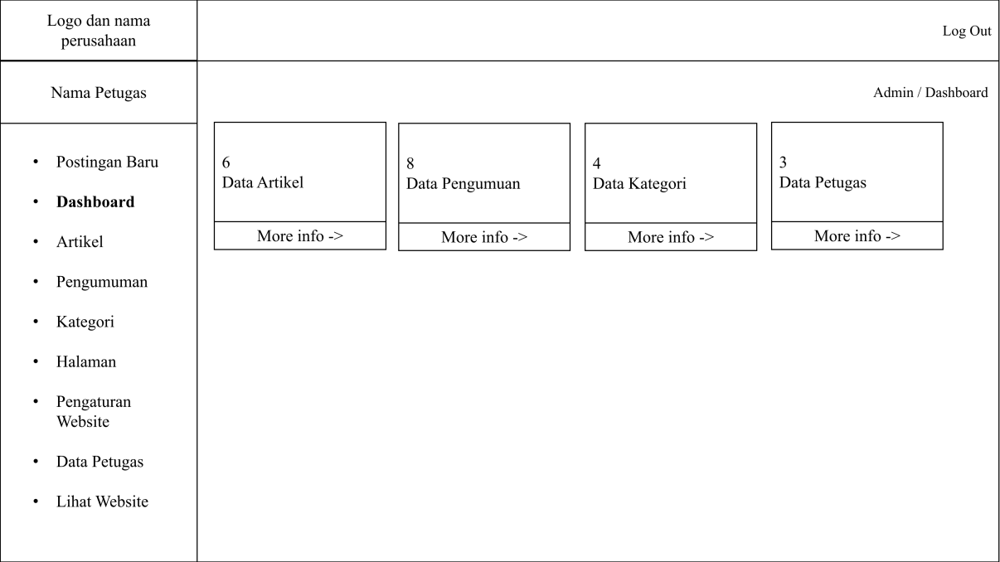 Logo dan nama
perusahaan
Log Out
Nama Petugas
Admin / Dashboard
• Postingan Baru
• Dashboard
• Artikel
• Pengumuman
• Kategori
• Halaman
• Pengaturan
Website
• Data Petugas
• Lihat Website
6
Data Artikel
More info ->
8
Data Pengumuan
More info ->
4
Data Kategori
More info ->
3
Data Petugas
More info ->